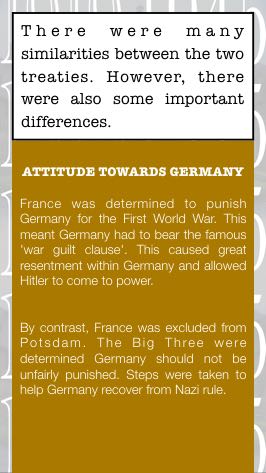 There were many
similarities between the two
treaties. However, there
were also some important
differences.
ATTITUDE TOWARDS GERMANY
France was determined to punish
Germany for the First World War. This
meant Germany had to bear the famous
'war guilt clause'. This caused great
resentment within Germany and allowed
Hitler to come to power.
By contrast, France was excluded from
Potsdam. The Big Three were
determined Germany should not be
unfairly punished. Steps were taken to
help Germany recover from Nazi rule.